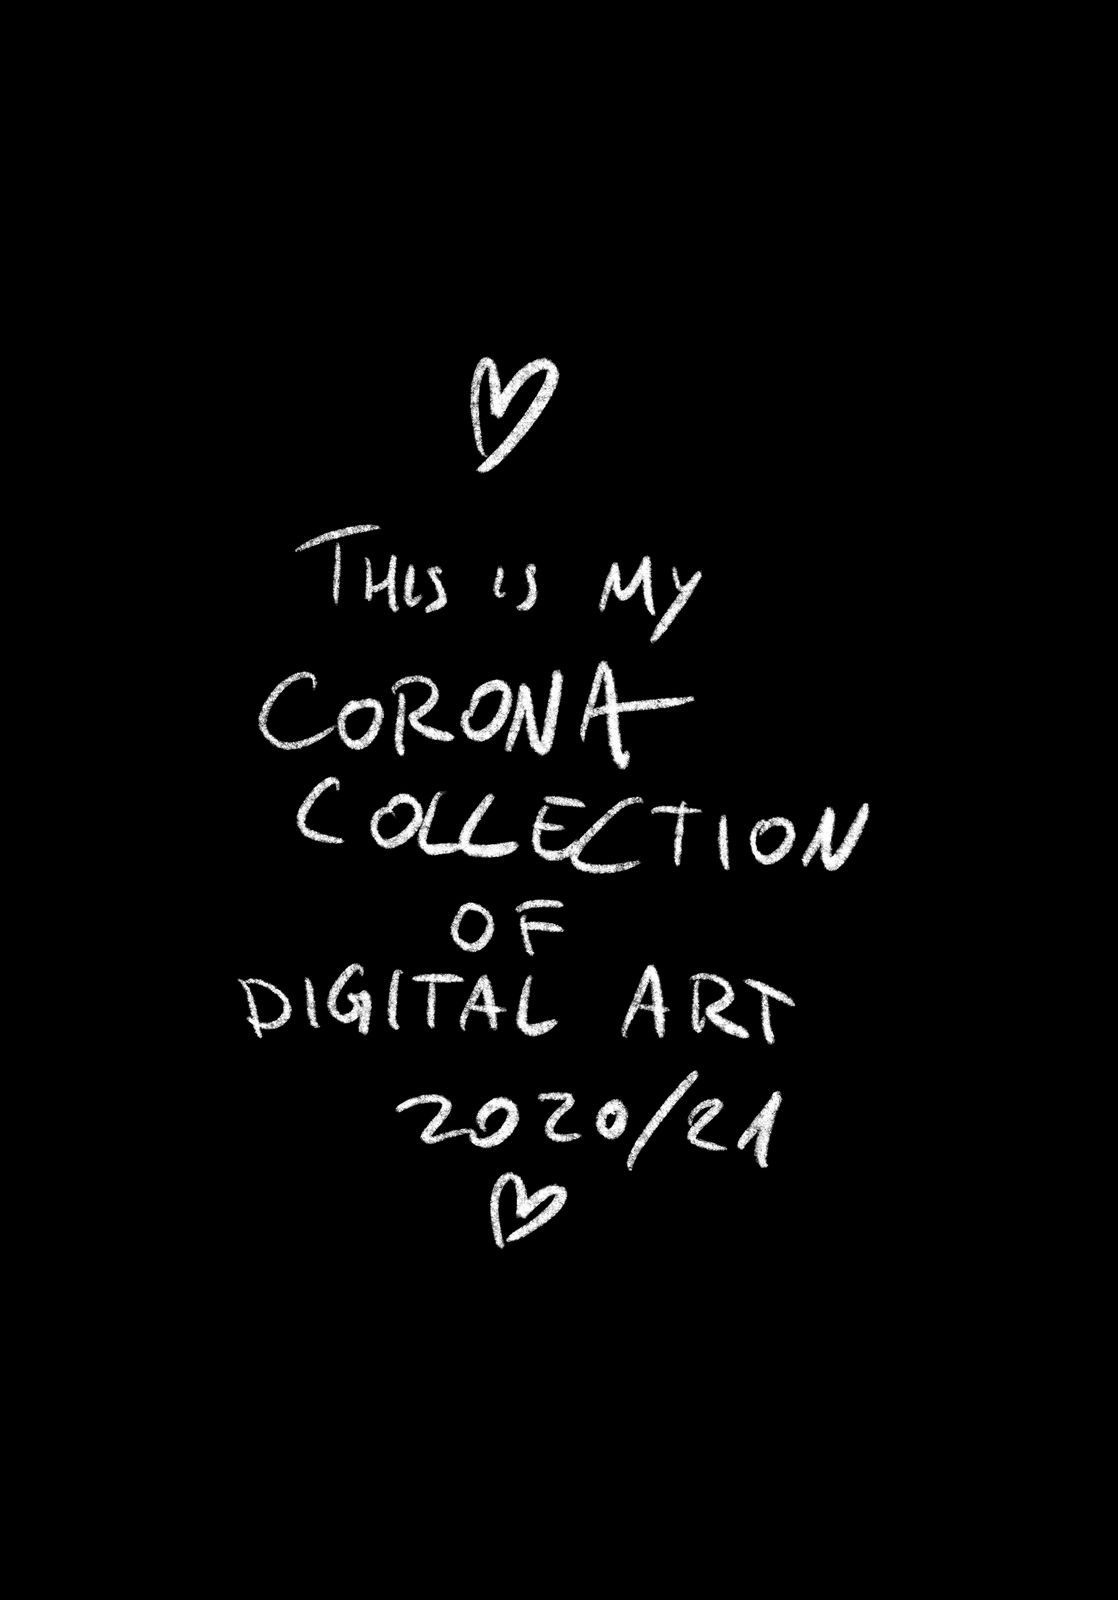 THIS IS MY
CORONA
COLLECTION
OF
DIGITAL ART
2020/21